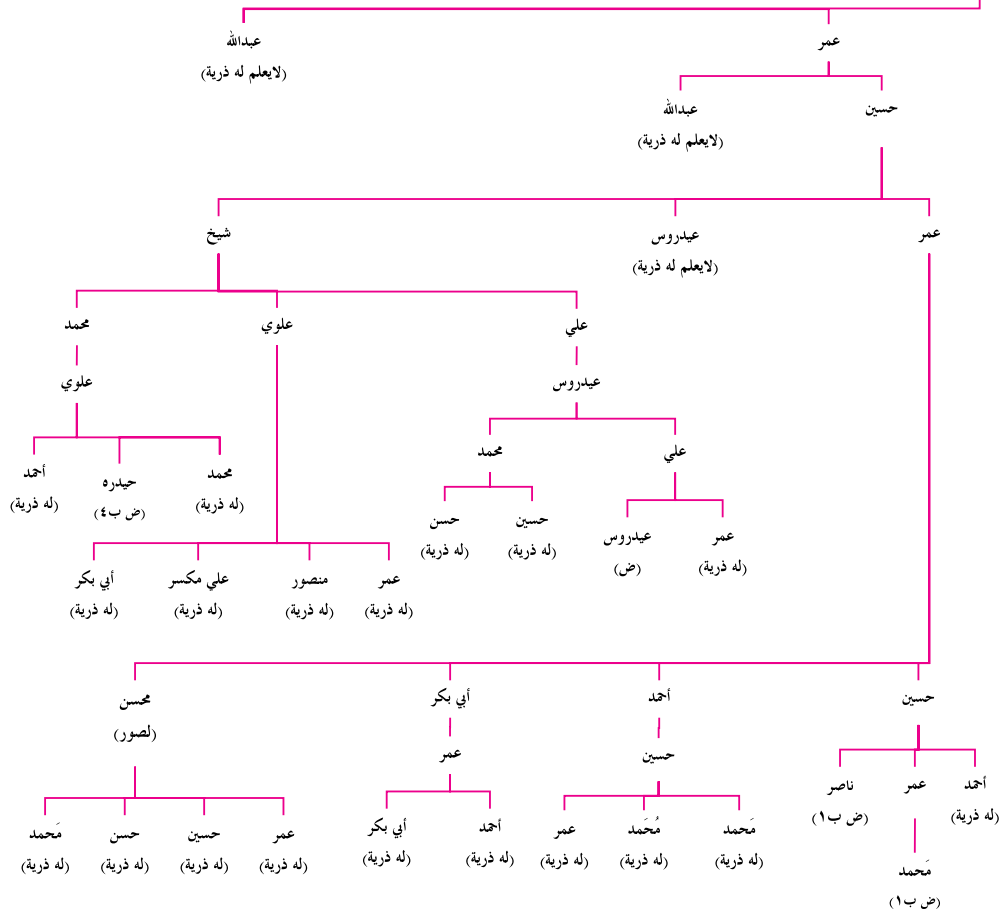 عمر
عبدالله
(لايعلم له ذرية)
حسين
عبدالله
(لايعلم له ذرية)
عمر
عيدروس
(لايعلم له ذرية)
شيخ
علي
علوي
محمد
عيدروس
علوي
علي
محمد
محمد
(له ذرية)
حيدره
(ض ب٤)
أحمد
(له ذرية)
عمر
(له ذرية)
عيدروس
(ض)
حسين
(له ذرية)
حسن
(له ذرية)
عمر
(له ذرية)
منصور
(له ذرية)
علي مكسر
(له ذرية)
أبي بكر
(له ذرية)
حسين
أحمد
أبي بكر
محسن
(لصور)
حسين
عمر
أحمد
(له ذرية)
عمر
ناصر
(ض ب١)
مَحمد
(ض ب١)
مَحمد
(له ذرية)
مُحَمد
(له ذرية)
عمر
(له ذرية)
أحمد
(له ذرية)
أبي بكر
(له ذرية)
عمر
(له ذرية)
حسين
(له ذرية)
حسن
(له ذرية)
مَحمد
(له ذرية)